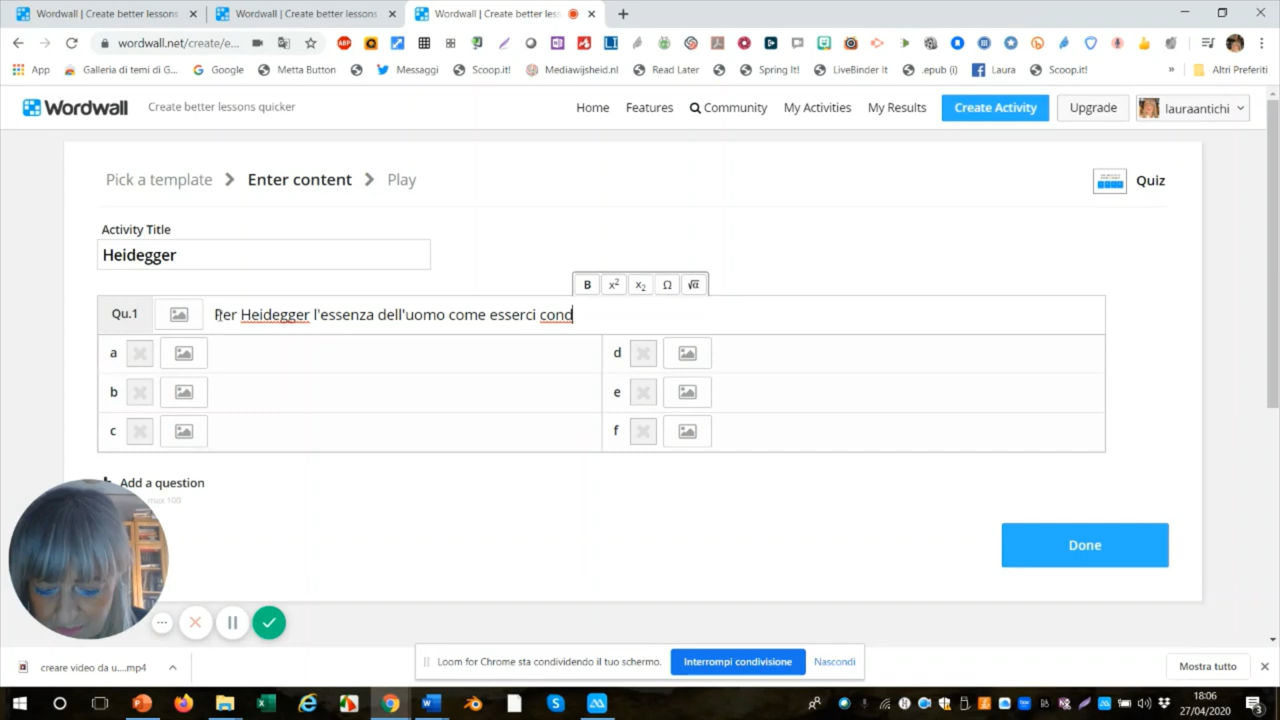 Wordwall | Create better lessons
Wordwall | Create better lessons
Wordwall | Create better les
wordwall.net/create/e...
App
Galleria di temi di G...
Google
Metta Button
Messaggi
Scoop.it!
Mediawijsheid.nl
Read Later
Spring It!
LiveBinder It
.epub (i)
Laura
Scoop.it!
»
Altri Preferiti
Wordwall
Create better lessons quicker
Home
Features
Community
My Activities
My Results
Create Activity
Upgrade
lauraantichi
Pick a template
Enter content
Play
Quiz
Activity Title
Heidegger
B x² x₂ Ω √α
Qu.1
Per Heidegger l'essenza dell'uomo come esserci cond
a
d
b
e
c
f
Add a question
max 100
Done
Loom for Chrome sta condividendo il tuo schermo.
Interrompi condivisione
Nascondi
creare video da u....mp4
Mostra tutto
18:06
27/04/2020
3